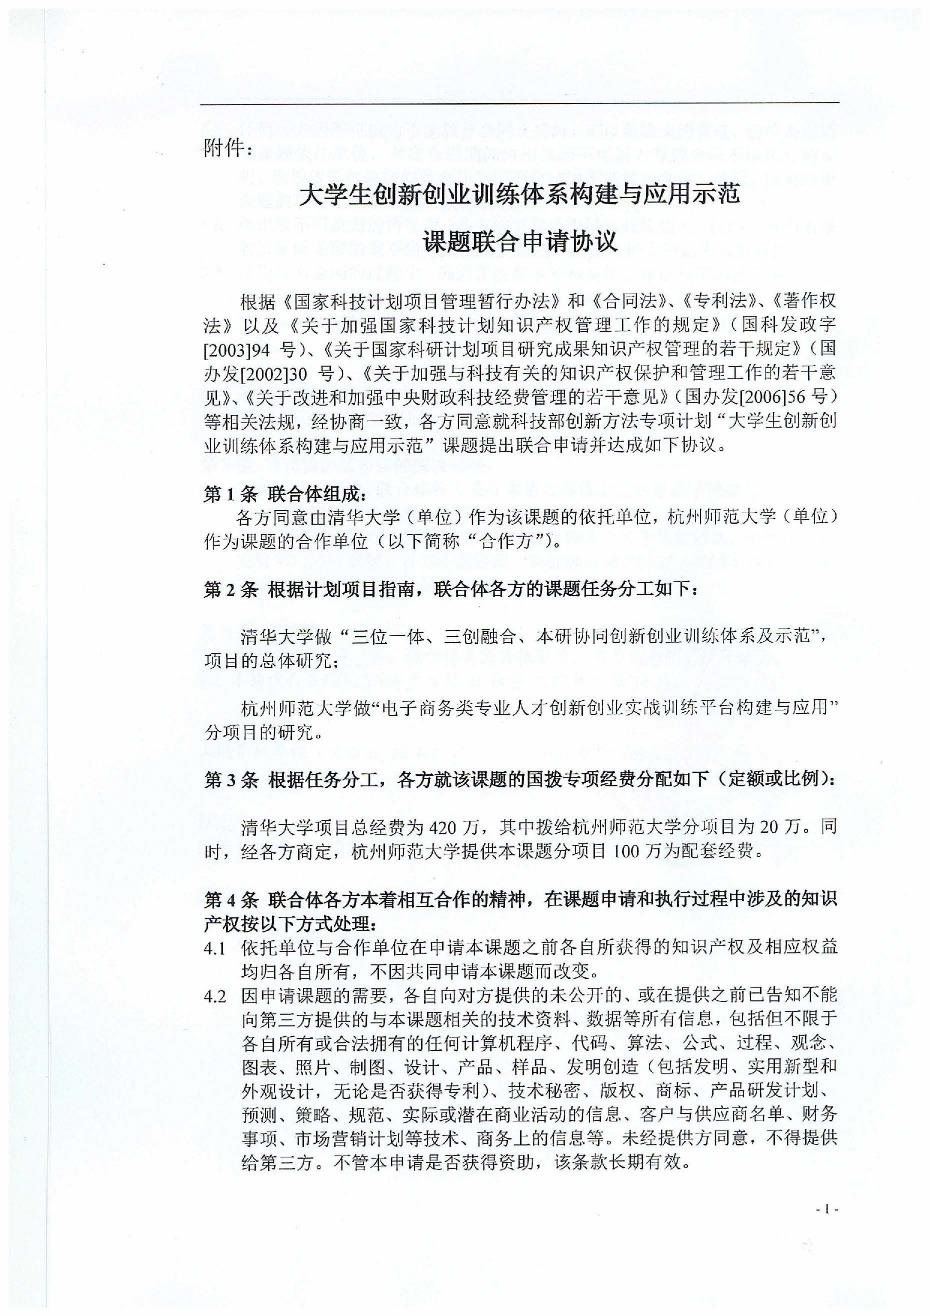 附件：
大学生创新创业训练体系构建与应用示范
课题联合申请协议
根据《国家科技计划项目管理暂行办法》和《合同法》、《专利法》、《著作权
法》以及《关于加强国家科技计划知识产权管理工作的规定》（国科发政字
[2003]94 号）、《关于国家科研计划项目研究成果知识产权管理的若干规定》（国
办发[2002]30 号）、《关于加强与科技有关的知识产权保护和管理工作的若干意
见》、《关于改进和加强中央财政科技经费管理的若干意见》（国办发[2006]56 号）
等相关法规，经协商一致，各方同意就科技部创新方法专项计划“大学生创新创
业训练体系构建与应用示范”课题提出联合申请并达成如下协议。
第 1 条 联合体组成：
各方同意由清华大学（单位）作为该课题的依托单位，杭州师范大学（单位）
作为课题的合作单位（以下简称“合作方”）。
第 2 条 根据计划项目指南，联合体各方的课题任务分工如下：
清华大学做“三位一体、三创融合、本研协同创新创业训练体系及示范”，
项目的总体研究；
杭州师范大学做“电子商务类专业人才创新创业实战训练平台构建与应用”
分项目的研究。
第 3 条 根据任务分工，各方就该课题的国拨专项经费分配如下（定额或比例）：
清华大学项目总经费为 420 万，其中拨给杭州师范大学分项目为 20 万。同
时，经各方商定，杭州师范大学提供本课题分项目 100 万为配套经费。
第 4 条 联合体各方本着相互合作的精神，在课题申请和执行过程中涉及的知识
产权按以下方式处理：
4.1 依托单位与合作单位在申请本课题之前各自所获得的知识产权及相应权益
均归各自所有，不因共同申请本课题而改变。
4.2 因申请课题的需要，各自向对方提供的未公开的、或在提供之前已告知不能
向第三方提供的与本课题相关的技术资料、数据等所有信息，包括但不限于
各自所有或合法拥有的任何计算机程序、代码、算法、公式、过程、观念、
图表、照片、制图、设计、产品、样品、发明创造（包括发明、实用新型和
外观设计，无论是否获得专利）、技术秘密、版权、商标、产品研发计划、
预测、策略、规范、实际或潜在商业活动的信息、客户与供应商名单、财务
事项、市场营销计划等技术、商务上的信息等。未经提供方同意，不得提供
给第三方。不管本申请是否获得资助，该条款长期有效。
- 1 -